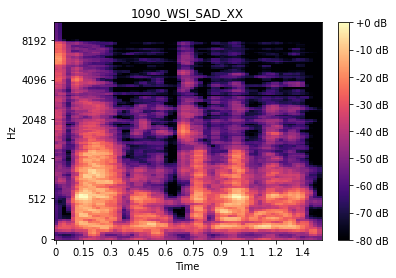 1090_WSI_SAD_XX
8192
4096
2048
1024
512
0
Hz
0 0.15 0.3 0.45 0.6 0.75 0.9 1.1 1.2 1.4
Time
+0 dB
-10 dB
-20 dB
-30 dB
-40 dB
-50 dB
-60 dB
-70 dB
-80 dB